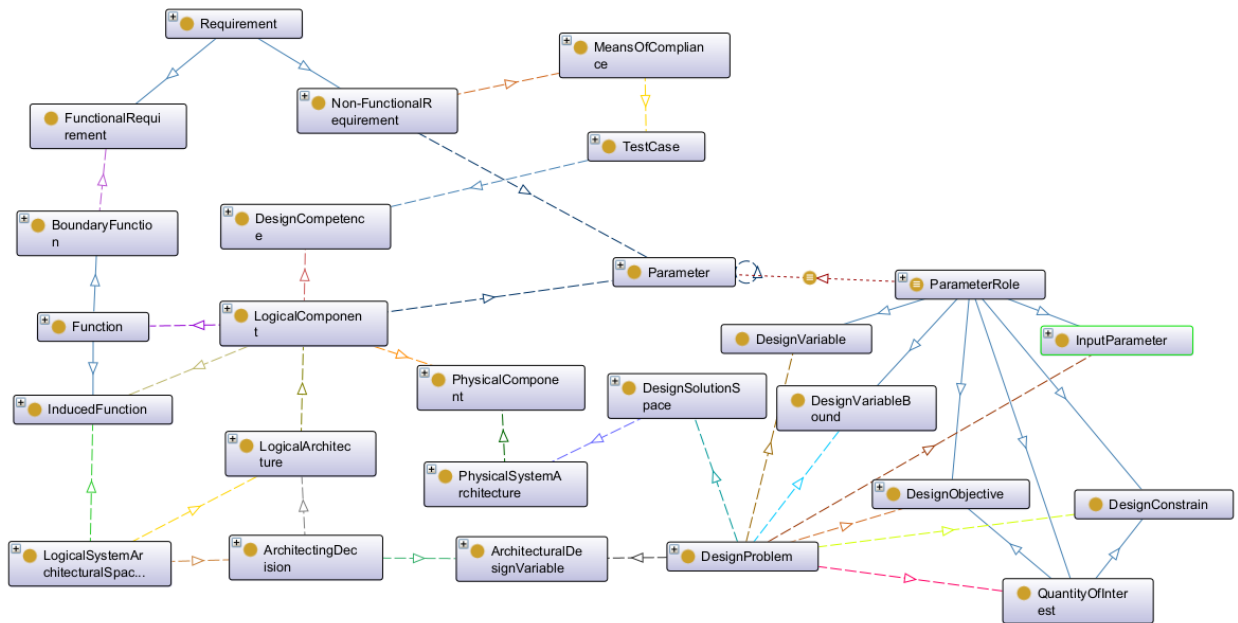 Requirement
MeansOfComplian
ce
Non-FunctionalR
equirement
FunctionalRequi
rement
TestCase
DesignCompetenc
e
BoundaryFunctio
n
Parameter
ParameterRole
LogicalComponen
t
Function
DesignVariable
InputParameter
PhysicalCompone
nt
DesignSolutionS
pace
DesignVariableB
ound
InducedFunction
LogicalArchitec
ture
PhysicalSystemA
rchitecture
DesignObjective
DesignConstrain
LogicalSystemAr
chitecturalSpac...
ArchitectingDec
ision
ArchitecturalDe
signVariable
DesignProblem
QuantityOfInter
est